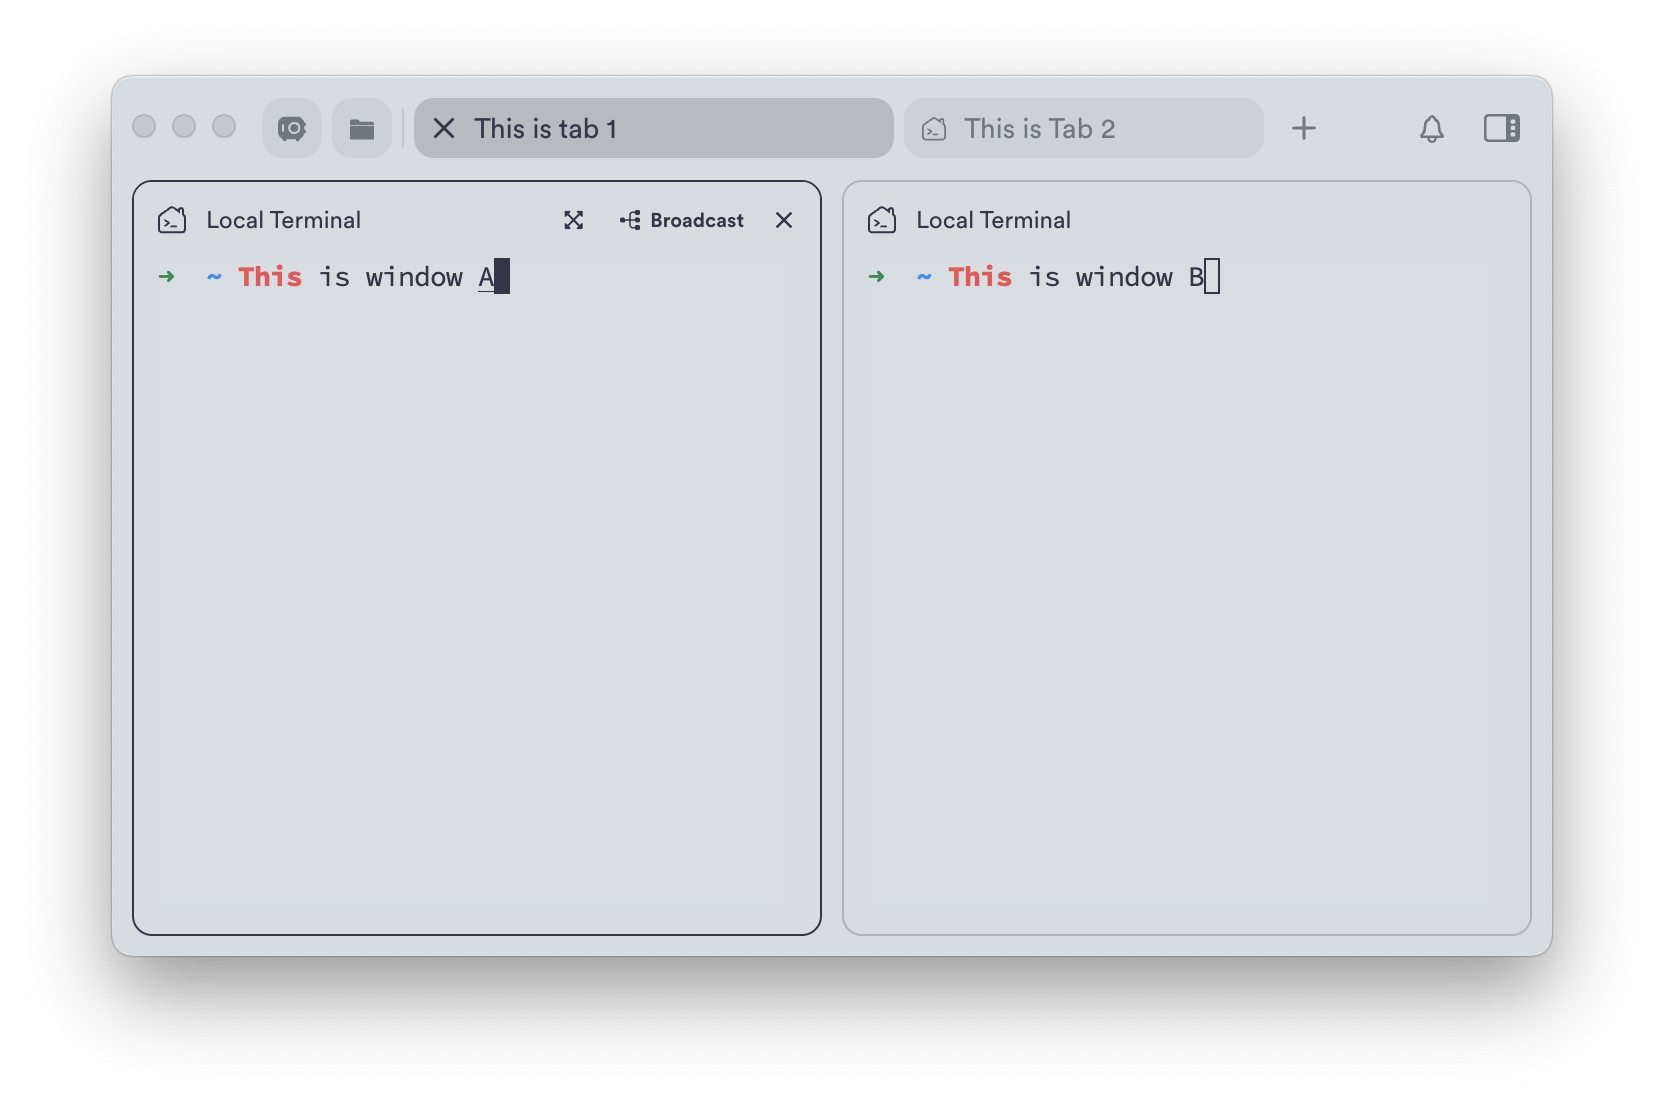 This is tab 1
This is Tab 2
Local Terminal
Broadcast
➜ ~ This is window A
Local Terminal
➜ ~ This is window B